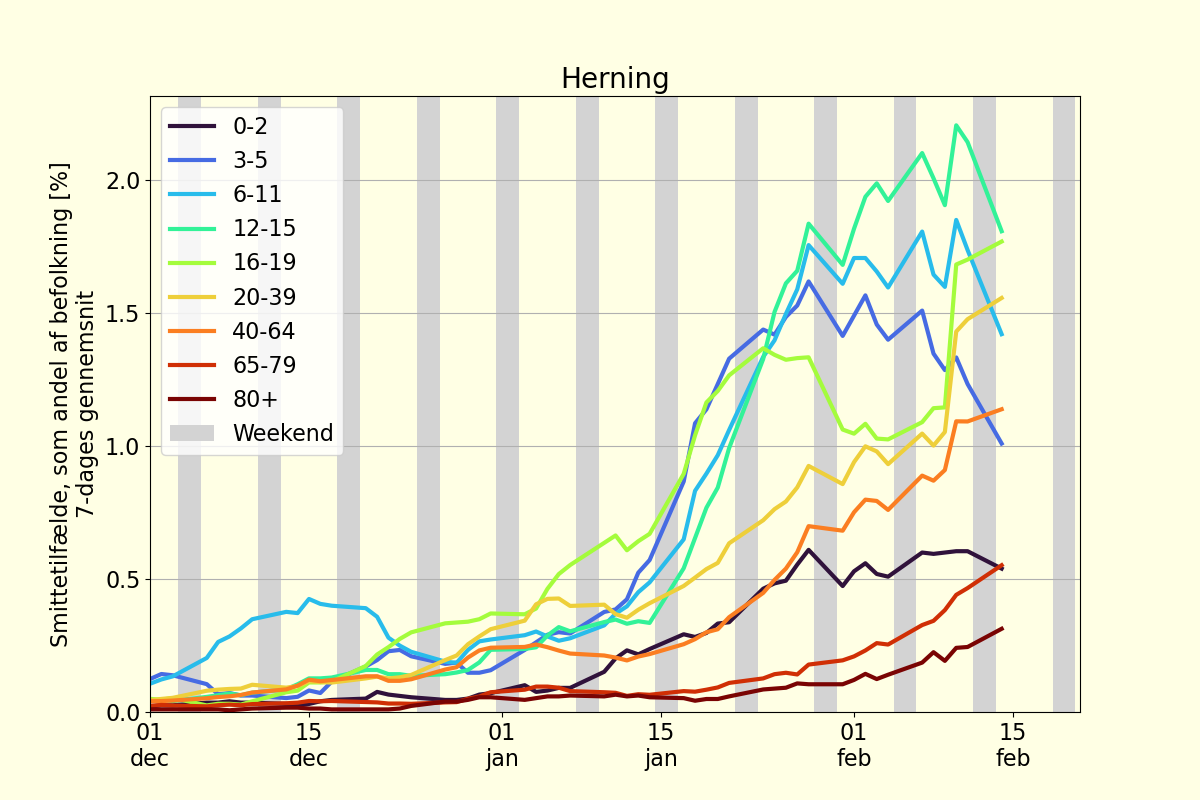 Herning
Smittetilfælde, som andel af befolkning [%]
7-dages gennemsnit
2.0
1.5
1.0
0.5
0.0
0-2
3-5
6-11
12-15
16-19
20-39
40-64
65-79
80+
Weekend
01 15 01 15 01 15
dec dec jan jan feb feb